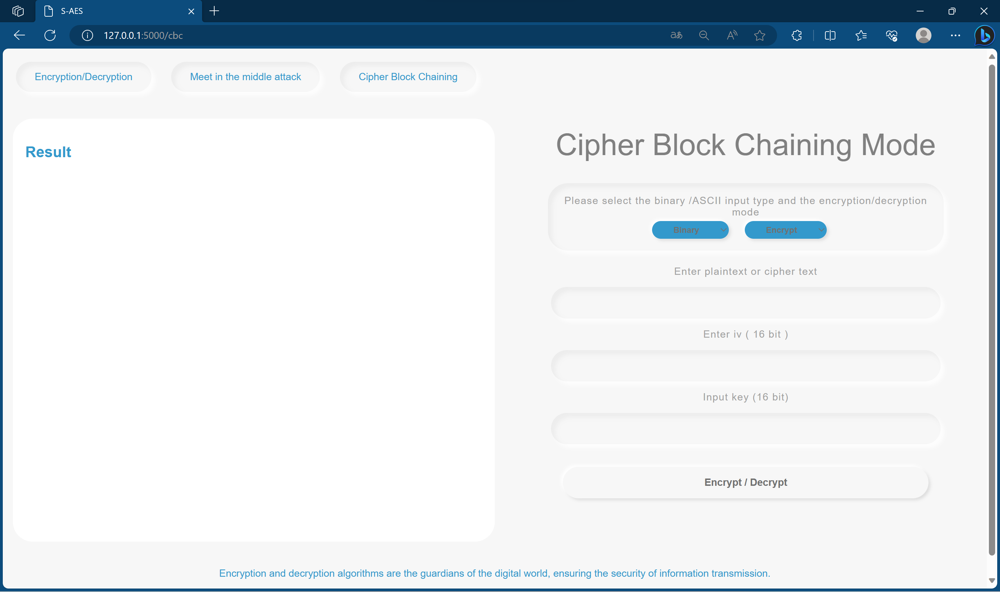 S-AES
127.0.0.1:5000/cbc
aあ
Encryption/Decryption
Meet in the middle attack
Cipher Block Chaining
Result
Cipher Block Chaining Mode
Please select the binary /ASCII input type and the encryption/decryption
mode
Binary
Encrypt
Enter plaintext or cipher text
Enter iv ( 16 bit )
Input key (16 bit)
Encrypt / Decrypt
Encryption and decryption algorithms are the guardians of the digital world, ensuring the security of information transmission.